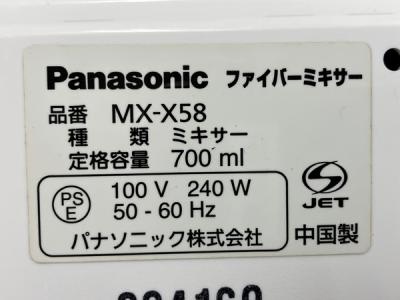 Panasonic ファイバーミキサー
品番 MX-X58
種類 ミキサー
定格容量 700 ml
PS E 100 V 240 W
50 - 60 Hz
パナソニック株式会社
S JET
中国製